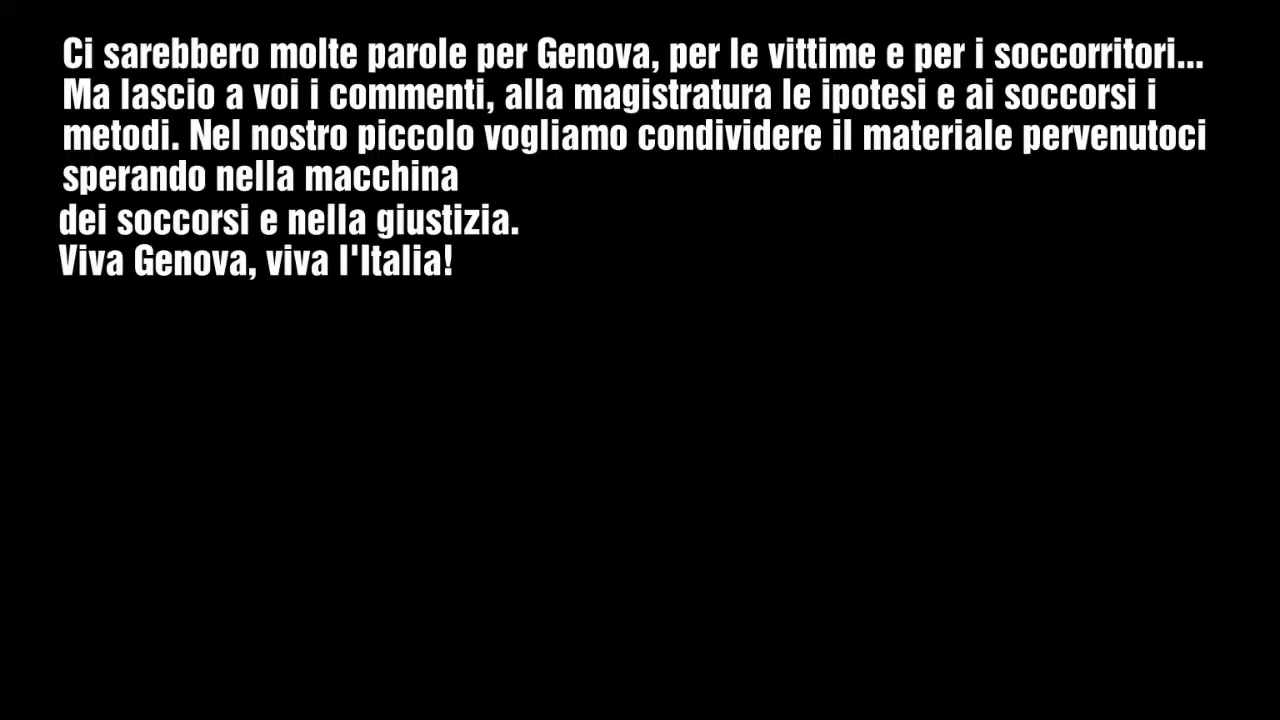 Ci sarebbero molte parole per Genova, per le vittime e per i soccorritori...
Ma lascio a voi i commenti, alla magistratura le ipotesi e ai soccorsi i
metodi. Nel nostro piccolo vogliamo condividere il materiale pervenutoci
sperando nella macchina
dei soccorsi e nella giustizia.
Viva Genova, viva l'Italia!